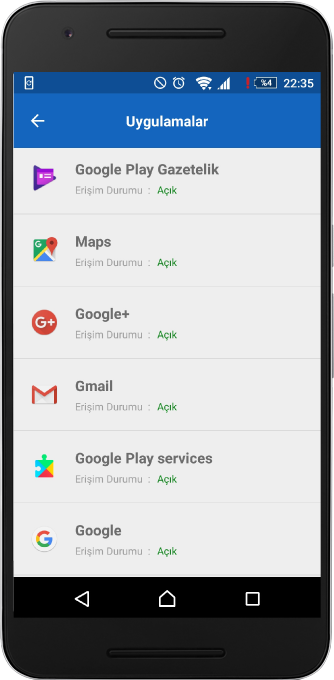 %4 22:35
Uygulamalar
Google Play Gazetelik
Erişim Durumu : Açık
Maps
Erişim Durumu : Açık
Google+
Erişim Durumu : Açık
Gmail
Erişim Durumu : Açık
Google Play services
Erişim Durumu : Açık
Google
Erişim Durumu : Açık